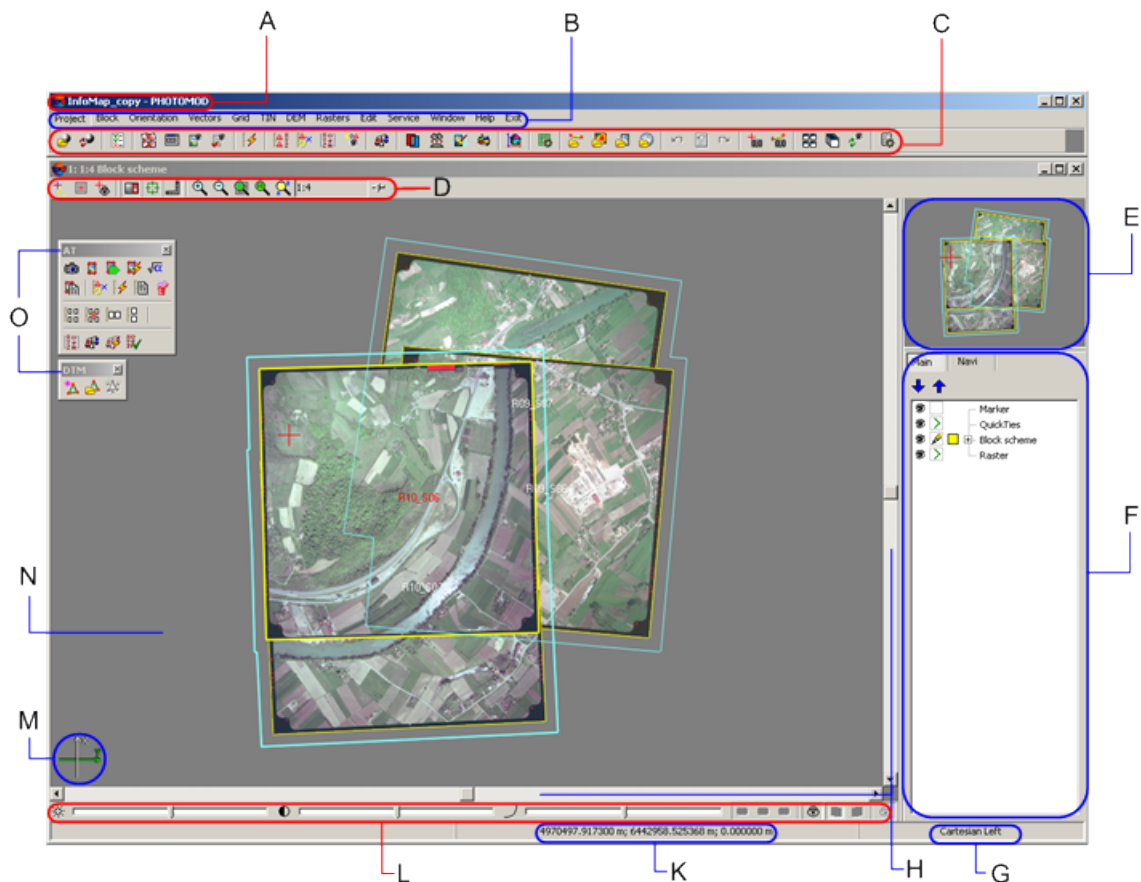 A
B
C
InfoMap_copy - PHOTOMOD
Project Block Orientation Vectors Grid TIN DEM Rasters Edit Service Window Help Exit
1: 1:4 Block scheme
1:4
D
E
AT
O
DTM
Main Navi
Marker
QuickTies
Block scheme
Raster
R09_S07
R10_S06
R10_S07
F
N
M
4970497.917300 m; 6442958.525368 m; 0.000000 m
Cartesian Left
H
L
K
G